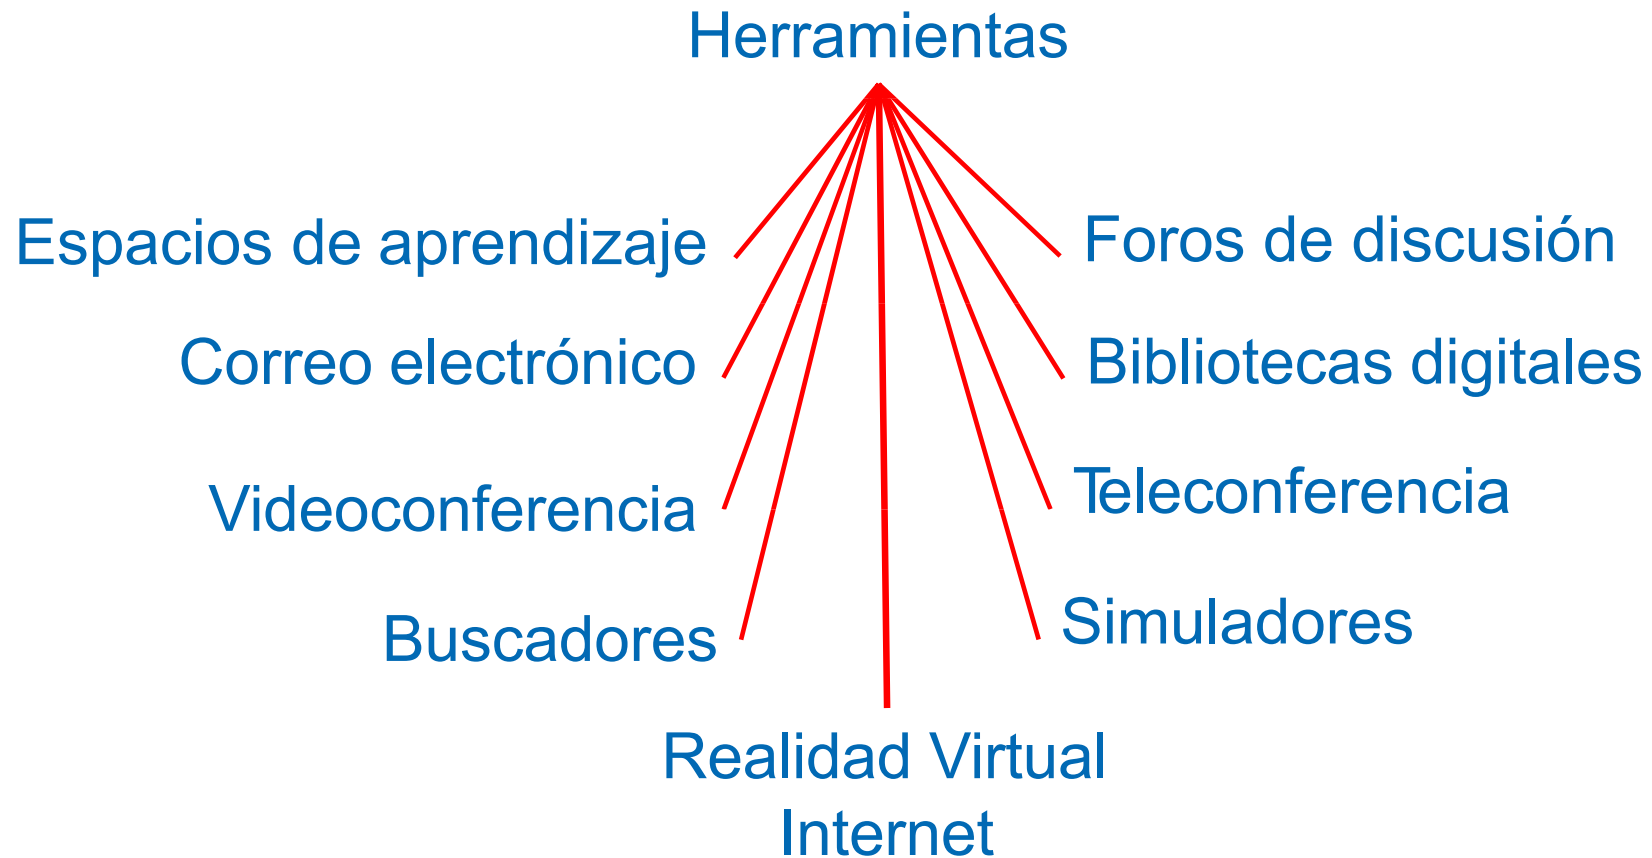 Herramientas
Espacios de aprendizaje
Foros de discusión
Correo electrónico
Bibliotecas digitales
Videoconferencia
Teleconferencia
Buscadores
Simuladores
Realidad Virtual
Internet